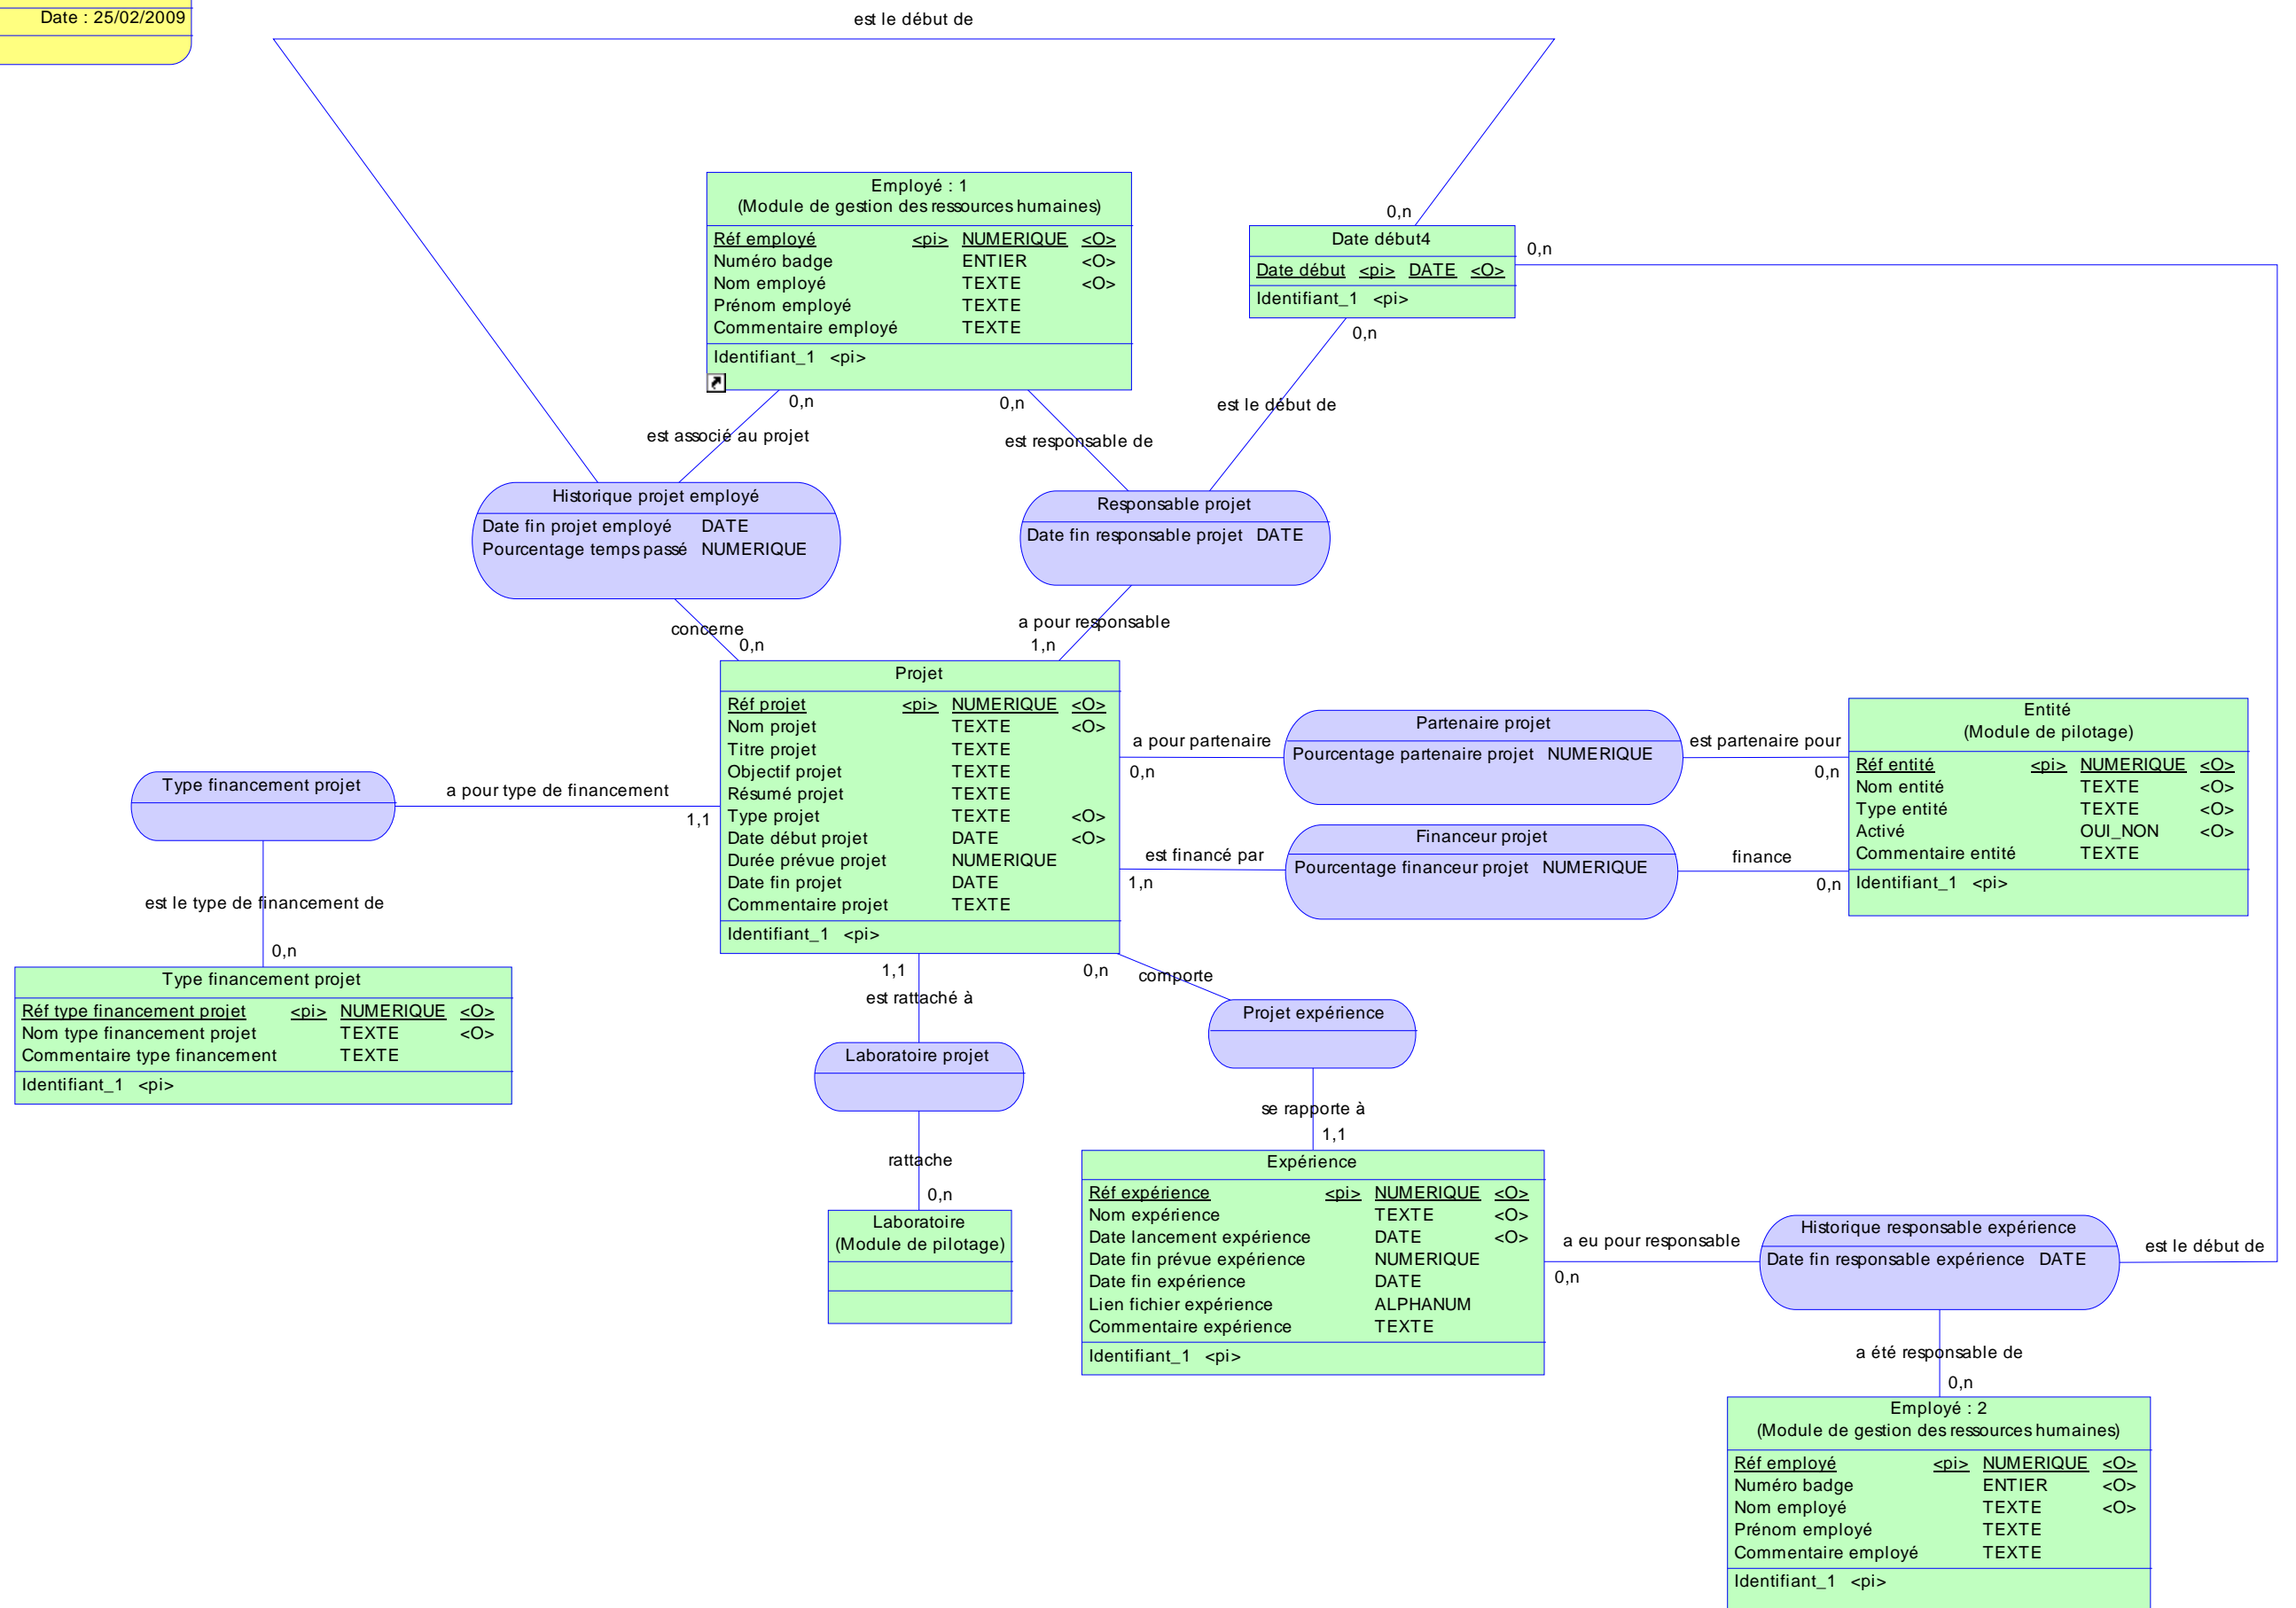 Date : 25/02/2009
est le début de
Employé : 1
(Module de gestion des ressources humaines)
Réf employé <pi> NUMERIQUE <O>
Numéro badge ENTIER <O>
Nom employé TEXTE <O>
Prénom employé TEXTE
Commentaire employé TEXTE
Identifiant_1 <pi>
0,n
Date début4
Date début <pi> DATE <O>
Identifiant_1 <pi>
0,n
0,n
0,n
0,n
est le début de
est associé au projet
est responsable de
Historique projet employé
Date fin projet employé DATE
Pourcentage temps passé NUMERIQUE
Responsable projet
Date fin responsable projet DATE
concerne
0,n
a pour responsable
1,n
Projet
Réf projet <pi> NUMERIQUE <O>
Nom projet TEXTE <O>
Titre projet TEXTE
Objectif projet TEXTE
Résumé projet TEXTE
Type projet TEXTE <O>
Date début projet DATE <O>
Durée prévue projet NUMERIQUE
Date fin projet DATE
Commentaire projet TEXTE
Identifiant_1 <pi>
a pour partenaire
0,n
Partenaire projet
Pourcentage partenaire projet NUMERIQUE
est partenaire pour
0,n
Entité
(Module de pilotage)
Réf entité <pi> NUMERIQUE <O>
Nom entité TEXTE <O>
Type entité TEXTE <O>
Activé OUI_NON <O>
Commentaire entité TEXTE
Identifiant_1 <pi>
est financé par
1,n
Financeur projet
Pourcentage financeur projet NUMERIQUE
finance
0,n
Type financement projet
a pour type de financement
1,1
est le type de financement de
0,n
Type financement projet
Réf type financement projet <pi> NUMERIQUE <O>
Nom type financement projet TEXTE <O>
Commentaire type financement TEXTE
Identifiant_1 <pi>
1,1
est rattaché à
Laboratoire projet
rattache
0,n
Laboratoire
(Module de pilotage)
0,n
comporte
Projet expérience
se rapporte à
1,1
Expérience
Réf expérience <pi> NUMERIQUE <O>
Nom expérience TEXTE <O>
Date lancement expérience DATE <O>
Date fin prévue expérience NUMERIQUE
Date fin expérience DATE
Lien fichier expérience ALPHANUM
Commentaire expérience TEXTE
Identifiant_1 <pi>
a eu pour responsable
0,n
Historique responsable expérience
Date fin responsable expérience DATE
est le début de
a été responsable de
0,n
Employé : 2
(Module de gestion des ressources humaines)
Réf employé <pi> NUMERIQUE <O>
Numéro badge ENTIER <O>
Nom employé TEXTE <O>
Prénom employé TEXTE
Commentaire employé TEXTE
Identifiant_1 <pi>